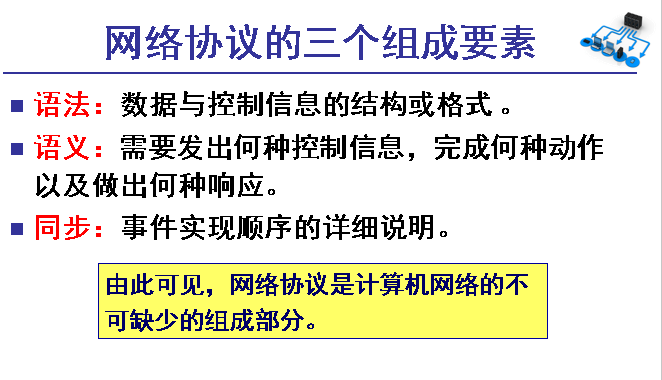 网络协议的三个组成要素
语法：数据与控制信息的结构或格式 。
语义：需要发出何种控制信息，完成何种动作
以及做出何种响应。
同步：事件实现顺序的详细说明。
由此可见，网络协议是计算机网络的不
可缺少的组成部分。